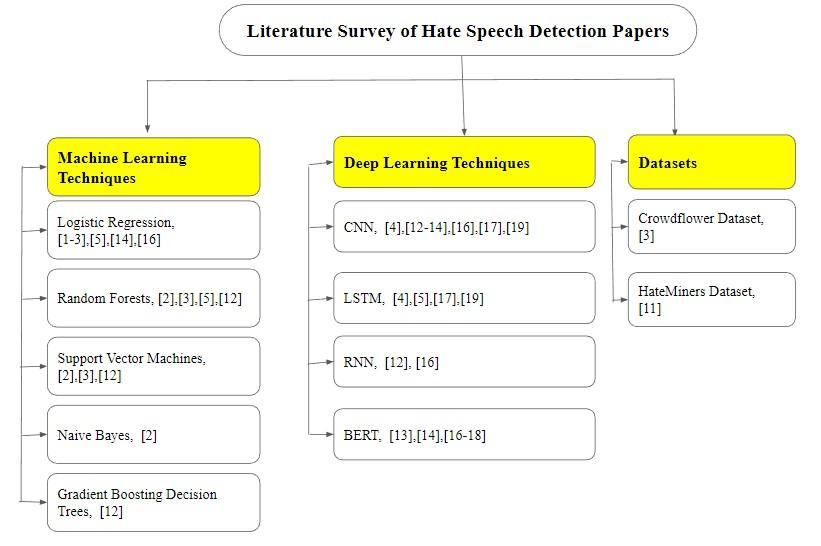 Literature Survey of Hate Speech Detection Papers
Machine Learning
Techniques
Logistic Regression,
[1-3],[5],[14],[16]
Random Forests, [2],[3],[5],[12]
Support Vector Machines,
[2],[3],[12]
Naive Bayes, [2]
Gradient Boosting Decision
Trees, [12]
Deep Learning Techniques
CNN, [4],[12-14],[16],[17],[19]
LSTM, [4],[5],[17],[19]
RNN, [12], [16]
BERT, [13],[14],[16-18]
Datasets
Crowdflower Dataset,
[3]
HateMiners Dataset,
[11]